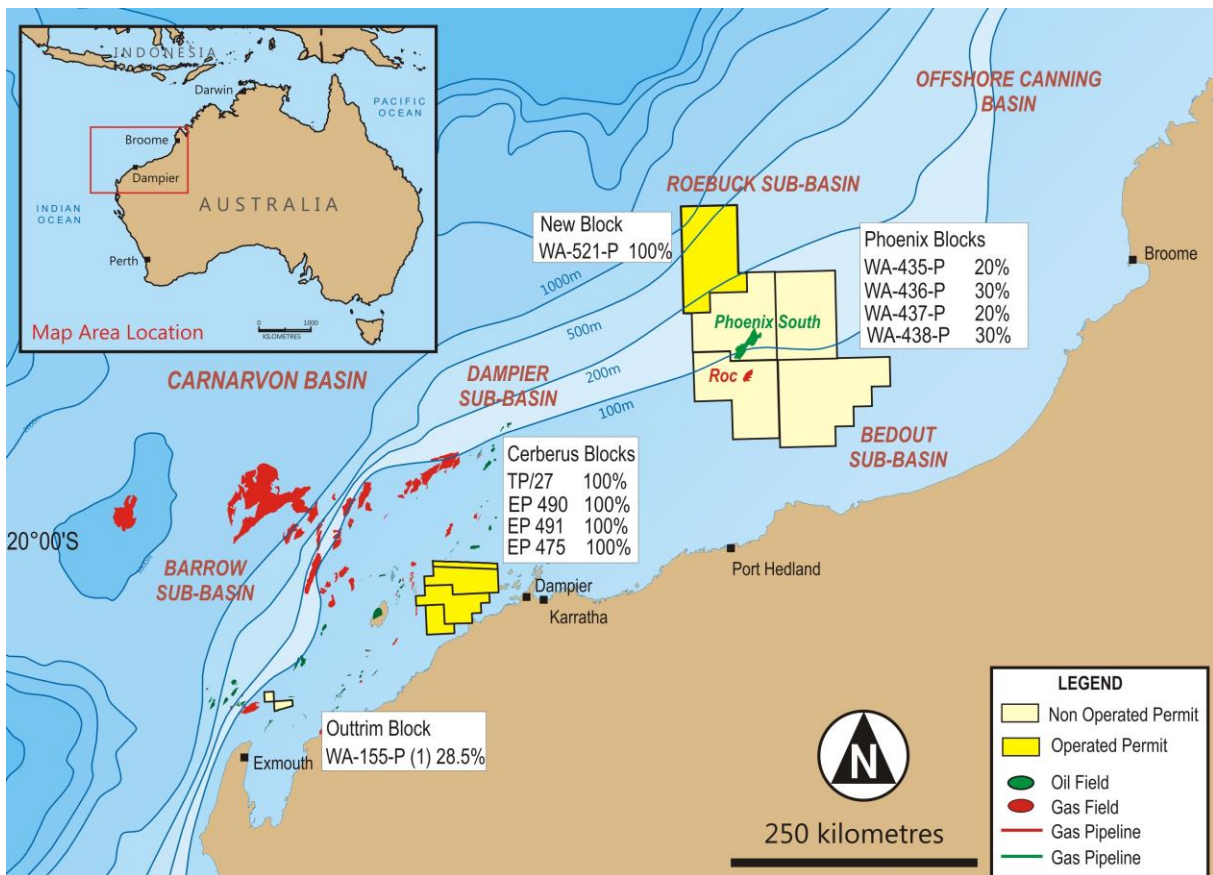 INDONESIA
Darwin
PACIFIC
OCEAN
Broome
Dampier
INDIAN
OCEAN
AUSTRALIA
Perth
0 1000
KILOMETRES
Map Area Location
OFFSHORE CANNING
BASIN
ROEBUCK SUB-BASIN
New Block
WA-521-P 100%
Phoenix Blocks
WA-435-P 20%
WA-436-P 30%
WA-437-P 20%
WA-438-P 30%
Broome
1000m
500m
200m
100m
Phoenix South
Roc
CARNARVON BASIN
DAMPIER
SUB-BASIN
BEDOUT
SUB-BASIN
Cerberus Blocks
TP/27 100%
EP 490 100%
EP 491 100%
EP 475 100%
20°00'S
BARROW
SUB-BASIN
Port Hedland
Dampier
Karratha
Outtrim Block
WA-155-P (1) 28.5%
Exmouth
N
250 kilometres
LEGEND
Non Operated Permit
Operated Permit
Oil Field
Gas Field
Gas Pipeline
Gas Pipeline